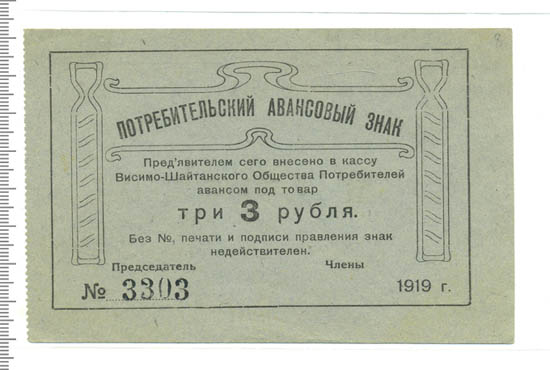 8
ПОТРЕБИТЕЛЬСКИЙ АВАНСОВЫЙ ЗНАК
Пред'явителем сего внесено в кассу
Висимо-Шайтанского Общества Потребителей
авансом под товар
три 3 рубля.
Без №, печати и подписи правления знак
недействителен.
Председатель Члены
№ 3303 1919 г.